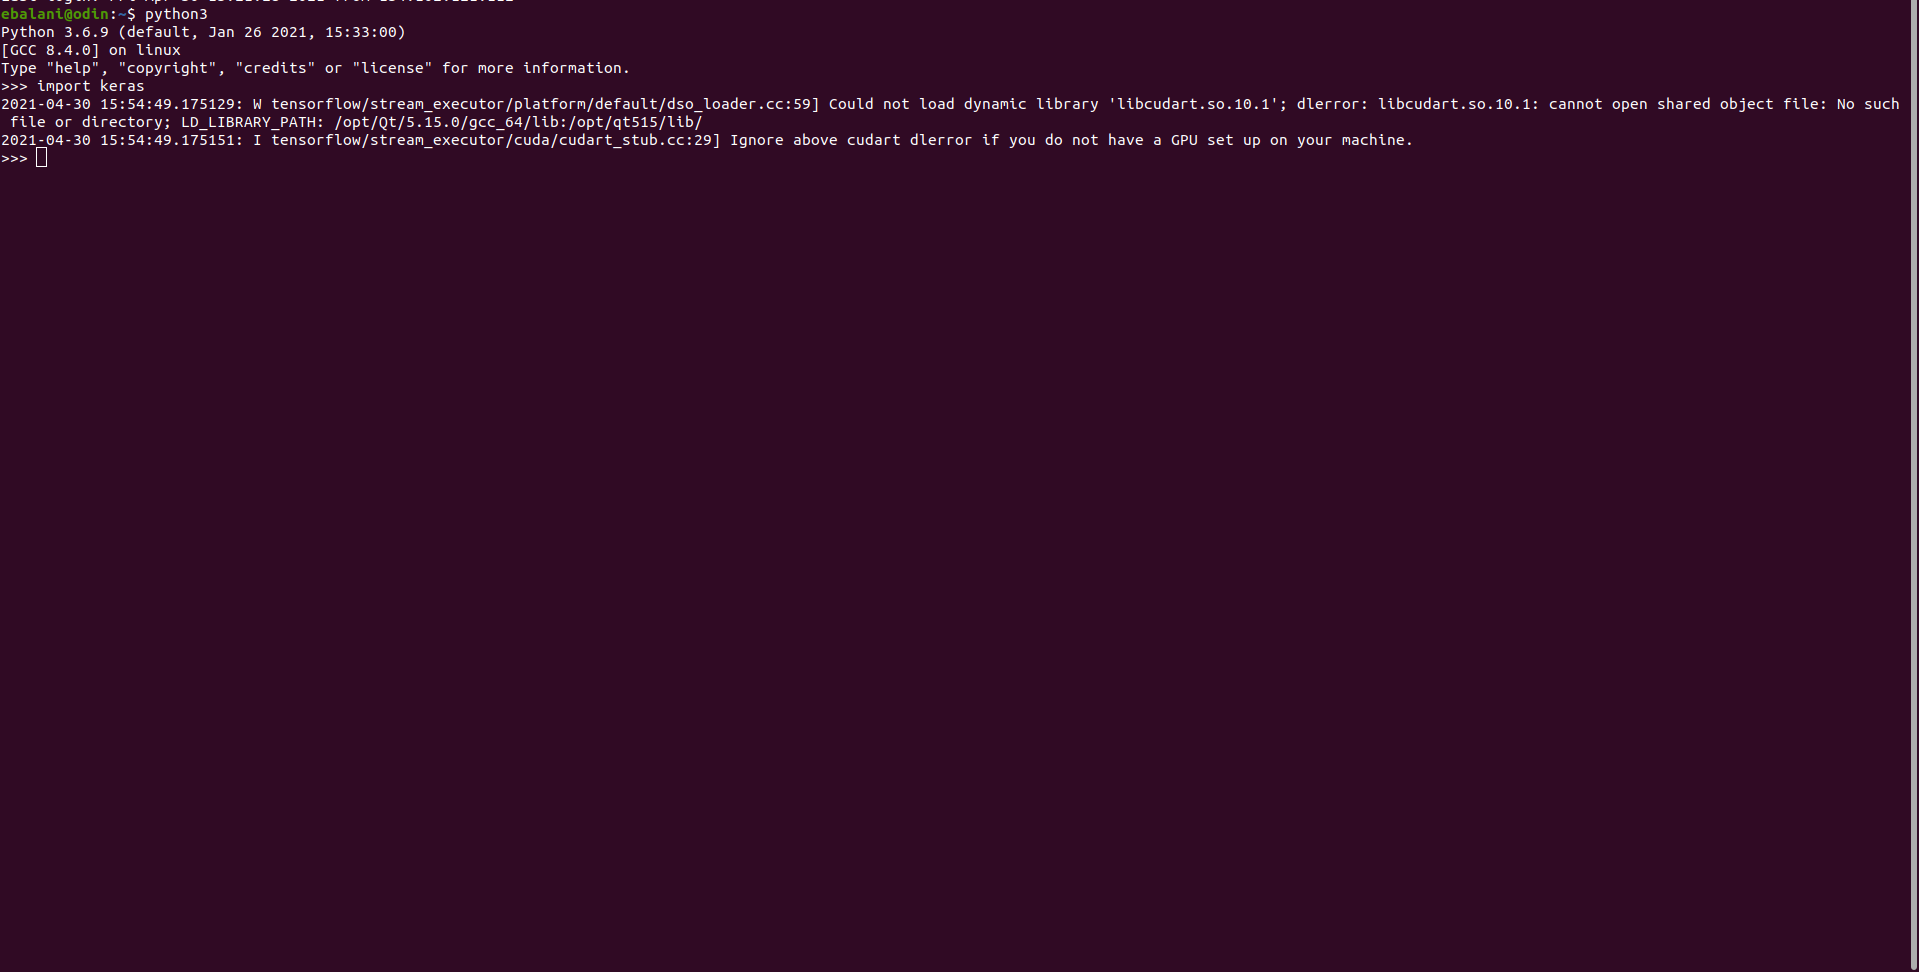 ebalani@odin:~$ python3
Python 3.6.9 (default, Jan 26 2021, 15:33:00)
[GCC 8.4.0] on linux
Type "help", "copyright", "credits" or "license" for more information.
>>> import keras
2021-04-30 15:54:49.175129: W tensorflow/stream_executor/platform/default/dso_loader.cc:59] Could not load dynamic library 'libcudart.so.10.1'; dlerror: libcudart.so.10.1: cannot open shared object file: No such
 file or directory; LD_LIBRARY_PATH: /opt/Qt/5.15.0/gcc_64/lib:/opt/qt515/lib/
2021-04-30 15:54:49.175151: I tensorflow/stream_executor/cuda/cudart_stub.cc:29] Ignore above cudart dlerror if you do not have a GPU set up on your machine.
>>>